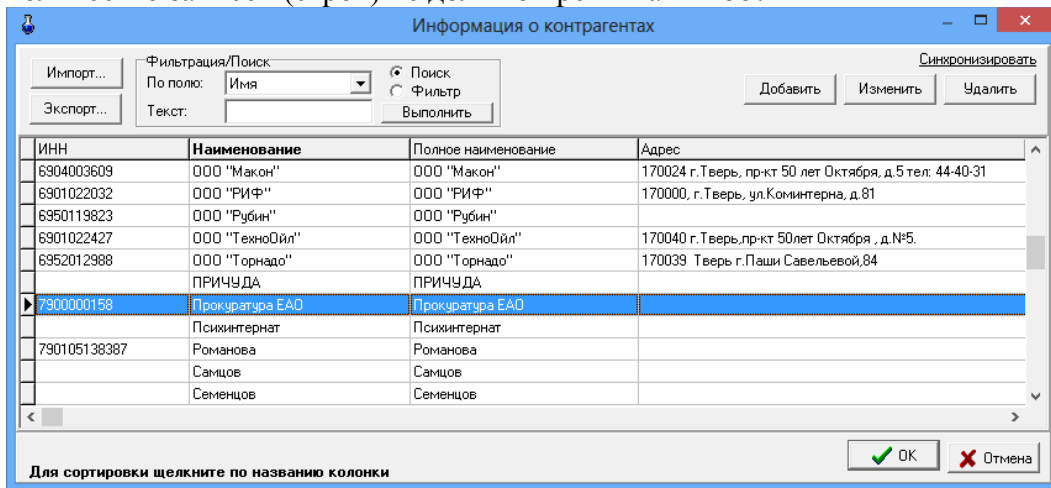 Информация о контрагентах
Импорт...
Экспорт...
Фильтрация/Поиск
По полю: Имя
Текст:
Поиск
Фильтр
Выполнить
Синхронизировать
Добавить Изменить Удалить
ИНН Наименование Полное наименование Адрес
6904003609 ООО "Макон" ООО "Макон" 170024 г.Тверь, пр-кт 50 лет Октября, д.5 тел: 44-40-31
6901022032 ООО "РИФ" ООО "РИФ" 170000, г.Тверь, ул.Коминтерна, д.81
6950119823 ООО "Рубин" ООО "Рубин"
6901022427 ООО "ТехноОйл" ООО "ТехноОйл" 170040 г.Тверь,пр-кт 50лет Октября , д.№5.
6952012988 ООО "Торнадо" ООО "Торнадо" 170039 Тверь г.Паши Савельевой,84
ПРИЧУДА ПРИЧУДА
7900000158 Прокуратура ЕАО Прокуратура ЕАО
Психинтернат Психинтернат
790105138387 Романова Романова
Самцов Самцов
Семенцов Семенцов
Для сортировки щелкните по названию колонки
OK Отмена